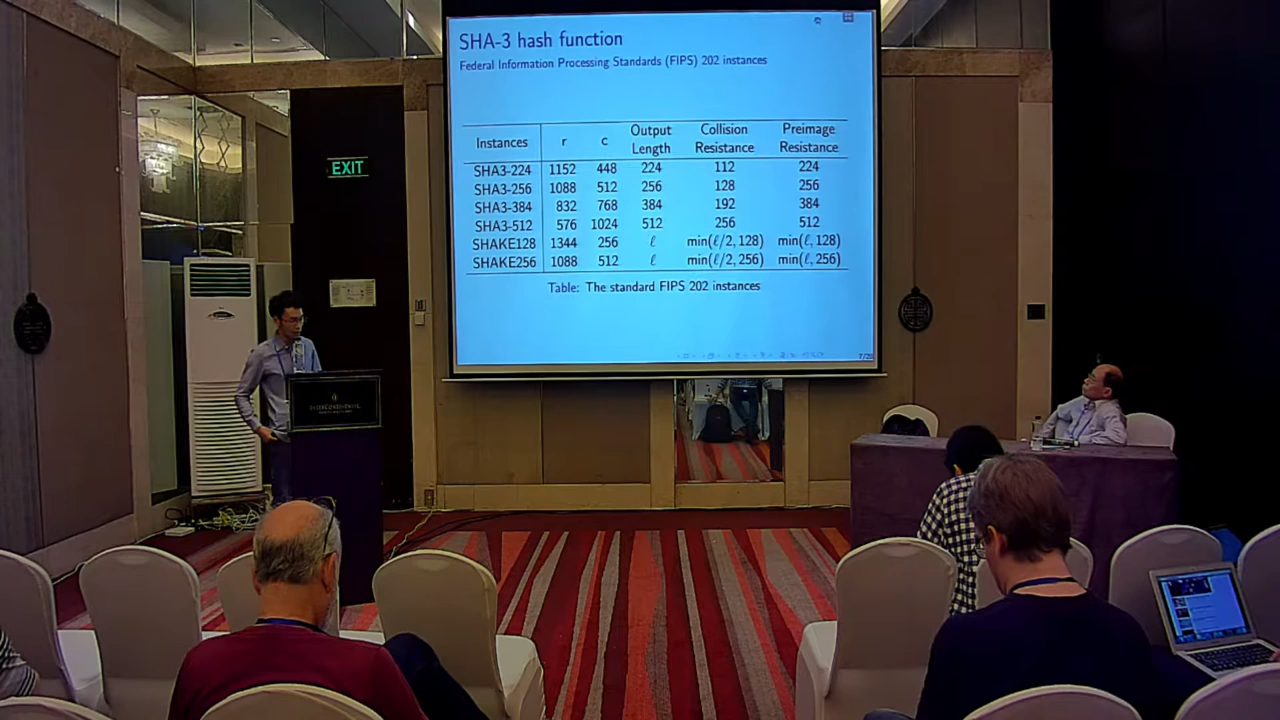 SHA-3 hash function
Federal Information Processing Standards (FIPS) 202 instances
Instances r c Output Length Collision Resistance Preimage Resistance
SHA3-224 1152 448 224 112 224
SHA3-256 1088 512 256 128 256
SHA3-384 832 768 384 192 384
SHA3-512 576 1024 512 256 512
SHAKE128 1344 256 ℓ min(ℓ/2, 128) min(ℓ, 128)
SHAKE256 1088 512 ℓ min(ℓ/2, 256) min(ℓ, 256)
Table: The standard FIPS 202 instances
EXIT
INTERCONTINENTAL